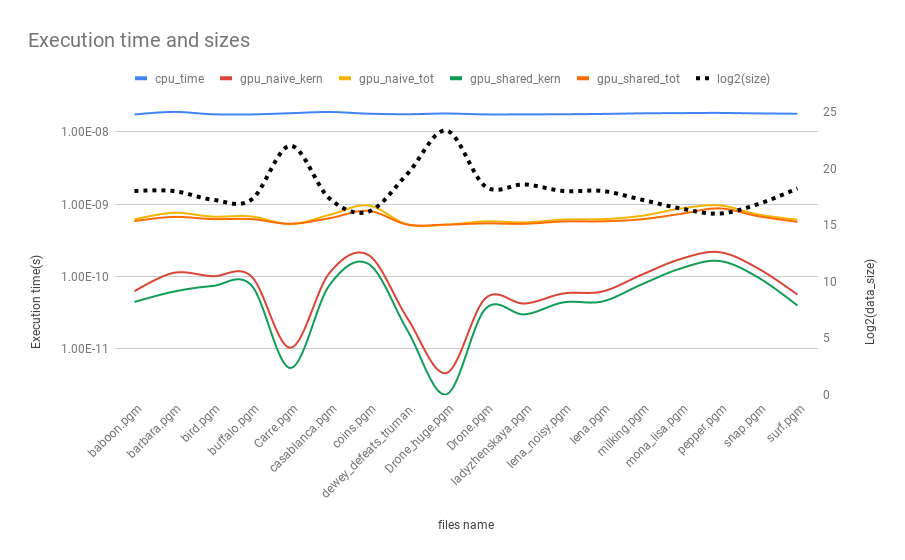 Execution time and sizes
cpu_time gpu_naive_kern gpu_naive_tot gpu_shared_kern gpu_shared_tot log2(size)
1.00E-08
1.00E-09
1.00E-10
1.00E-11
Execution time(s)
25
20
15
10
5
0
Log2(data_size)
baboon.pgm
barbara.pgm
bird.pgm
buffalo.pgm
Carre.pgm
casablanca.pgm
coins.pgm
dewey_defeats_truman.
Drone_huge.pgm
Drone.pgm
ladyzhenskaya.pgm
lena_noisy.pgm
lena.pgm
milking.pgm
mona_lisa.pgm
pepper.pgm
snap.pgm
surf.pgm
files name